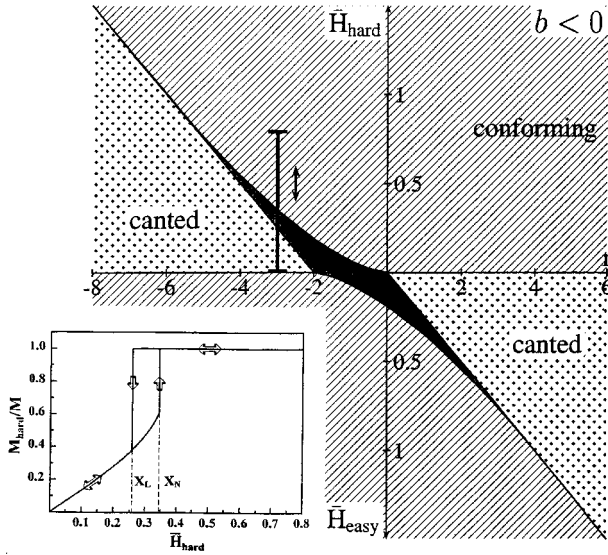 H̄hard b < 0
1
conforming
0.5
canted
-8 -6 -4 -2 2 4 6
0.5
canted
1
H̄easy
Mhard/M
1.0
0.8
0.6
0.4
0.2
XL XN
0.1 0.2 0.3 0.4 0.5 0.6 0.7 0.8
H̄hard